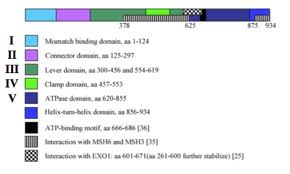 378 625 875 934
I Mismatch binding domain, aa 1-124
II Connector domain, aa 125-297
III Lever domain, aa 300-456 and 554-619
IV Clamp domain, aa 457-553
V ATPase domain, aa 620-855
Helix-turn-helix domain, aa 856-934
ATP-binding motif, aa 666-686 [36]
Interaction with MSH6 and MSH3 [35]
Interaction with EXO1: aa 601-671(aa 261-600 further stabilize) [25]